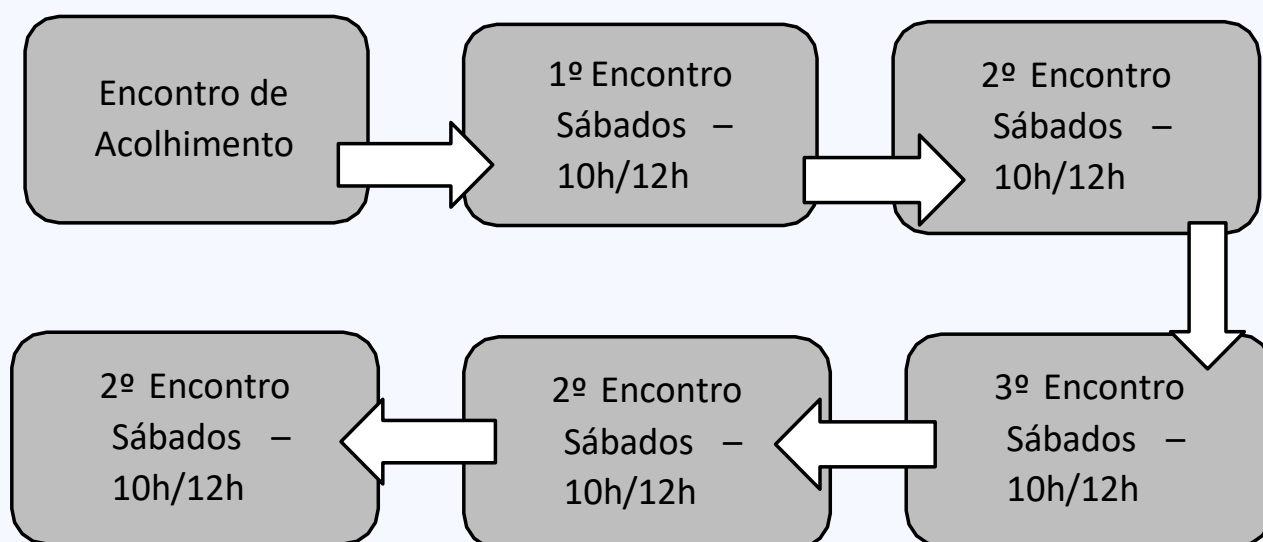 Encontro de
Acolhimento
1º Encontro
Sábados –
10h/12h
2º Encontro
Sábados –
10h/12h
3º Encontro
Sábados –
10h/12h
2º Encontro
Sábados –
10h/12h
2º Encontro
Sábados –
10h/12h